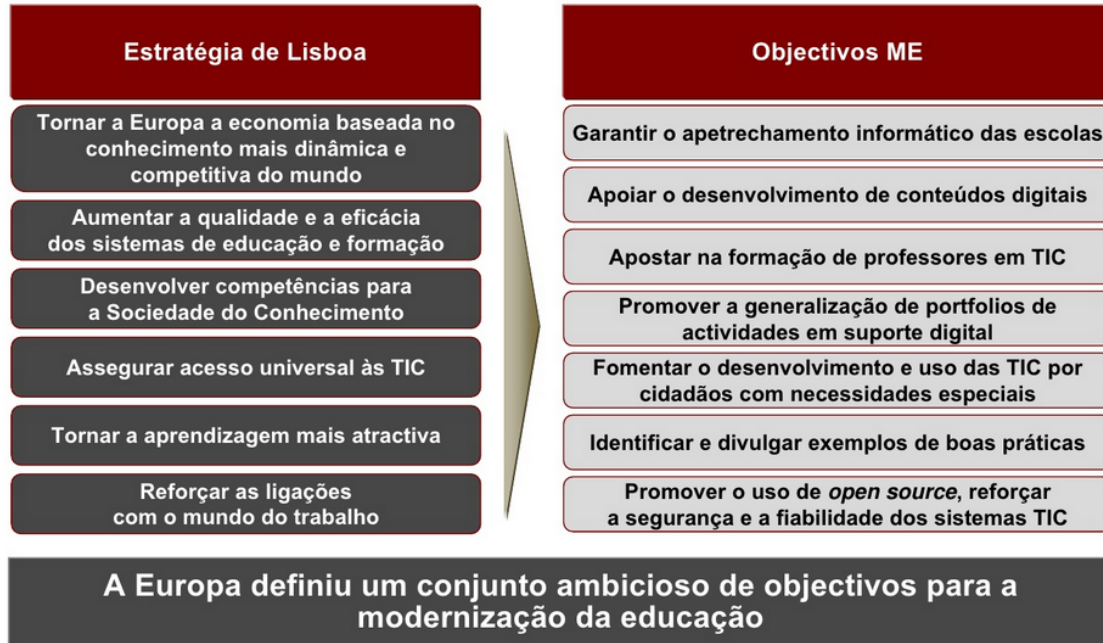 Estratégia de Lisboa
Tornar a Europa a economia baseada no
conhecimento mais dinâmica e
competitiva do mundo
Aumentar a qualidade e a eficácia
dos sistemas de educação e formação
Desenvolver competências para
a Sociedade do Conhecimento
Assegurar acesso universal às TIC
Tornar a aprendizagem mais atractiva
Reforçar as ligações
com o mundo do trabalho
Objectivos ME
Garantir o apetrechamento informático das escolas
Apoiar o desenvolvimento de conteúdos digitais
Apostar na formação de professores em TIC
Promover a generalização de portfolios de
actividades em suporte digital
Fomentar o desenvolvimento e uso das TIC por
cidadãos com necessidades especiais
Identificar e divulgar exemplos de boas práticas
Promover o uso de open source, reforçar
a segurança e a fiabilidade dos sistemas TIC
A Europa definiu um conjunto ambicioso de objectivos para a
modernização da educação